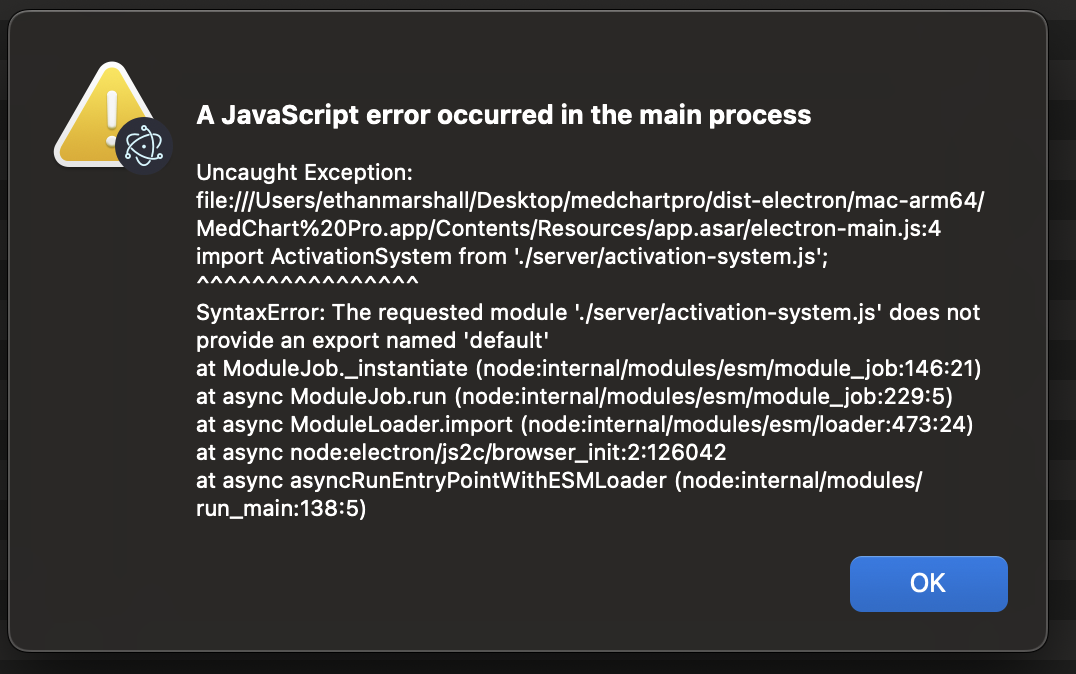 A JavaScript error occurred in the main process
Uncaught Exception:
file:///Users/ethanmarshall/Desktop/medchartpro/dist-electron/mac-arm64/
MedChart%20Pro.app/Contents/Resources/app.asar/electron-main.js:4
import ActivationSystem from './server/activation-system.js';
^^^^^^^^^^^^^^^^
SyntaxError: The requested module './server/activation-system.js' does not
provide an export named 'default'
at ModuleJob._instantiate (node:internal/modules/esm/module_job:146:21)
at async ModuleJob.run (node:internal/modules/esm/module_job:229:5)
at async ModuleLoader.import (node:internal/modules/esm/loader:473:24)
at async node:electron/js2c/browser_init:2:126042
at async asyncRunEntryPointWithESMLoader (node:internal/modules/
run_main:138:5)
OK